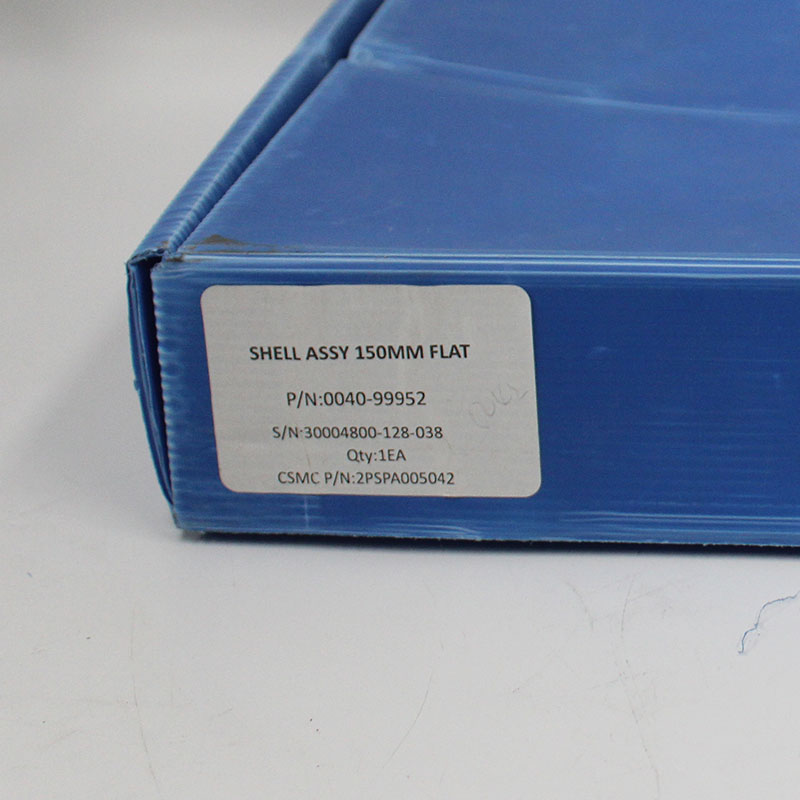 SHELL ASSY 150MM FLAT
P/N:0040-99952
S/N:30004800-128-038
Qty:1EA
CSMC P/N:2PSPA005042